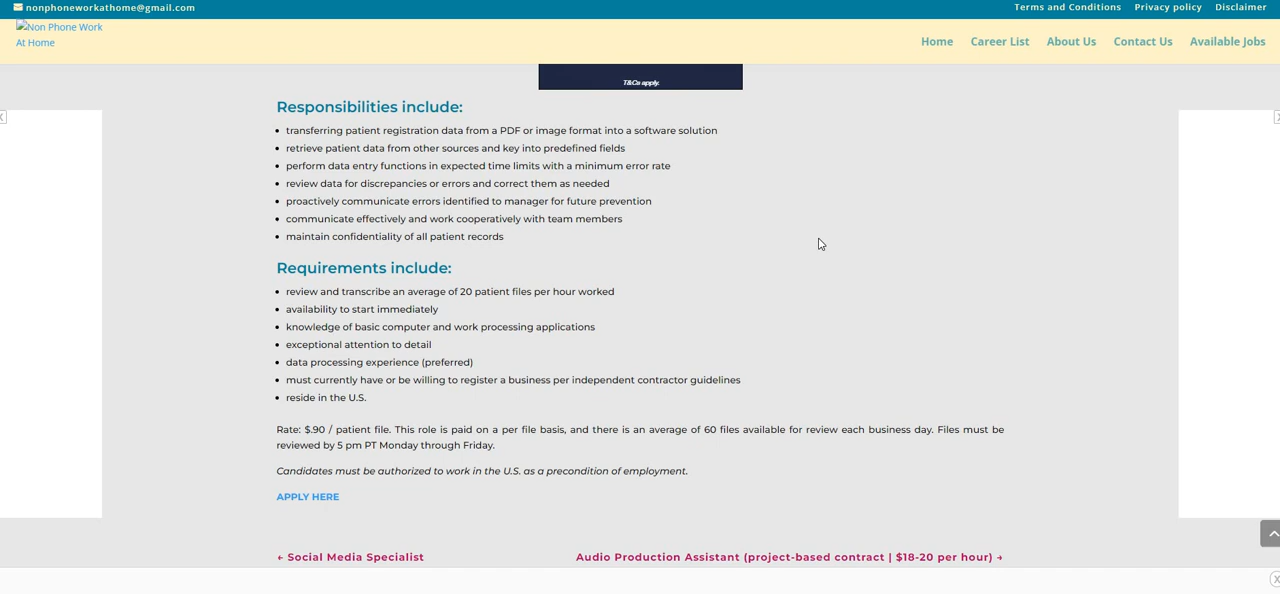 nonphoneworkathome@gmail.com Terms and Conditions Privacy policy Disclaimer
Non Phone Work
At Home
Home Career List About Us Contact Us Available Jobs
T&Cs apply.
X
X
Responsibilities include:
• transferring patient registration data from a PDF or image format into a software solution
• retrieve patient data from other sources and key into predefined fields
• perform data entry functions in expected time limits with a minimum error rate
• review data for discrepancies or errors and correct them as needed
• proactively communicate errors identified to manager for future prevention
• communicate effectively and work cooperatively with team members
• maintain confidentiality of all patient records
Requirements include:
• review and transcribe an average of 20 patient files per hour worked
• availability to start immediately
• knowledge of basic computer and work processing applications
• exceptional attention to detail
• data processing experience (preferred)
• must currently have or be willing to register a business per independent contractor guidelines
• reside in the U.S.
Rate: $.90 / patient file. This role is paid on a per file basis, and there is an average of 60 files available for review each business day. Files must be
reviewed by 5 pm PT Monday through Friday.
Candidates must be authorized to work in the U.S. as a precondition of employment.
APPLY HERE
← Social Media Specialist Audio Production Assistant (project-based contract | $18-20 per hour) →
X